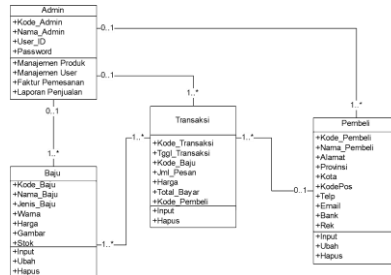 Admin
+Kode_Admin
+Nama_Admin
+User_ID
+Password
+Manajemen Produk
+Manajemen User
+Faktur Pemesanan
+Laporan Penjualan
0..1
0..1
0..1
1..*
1..*
1..*
Transaksi
+Kode_Transaksi
+Tggl_Transaksi
+Kode_Baju
+Jml_Pesan
+Harga
+Total_Bayar
+Kode_Pembeli
+Input
+Hapus
1..*
1..*
1..*
0..1
Pembeli
+Kode_Pembeli
+Nama_Pembeli
+Alamat
+Provinsi
+Kota
+KodePos
+Telp
+Email
+Bank
+Rek
+Input
+Ubah
+Hapus
Baju
+Kode_Baju
+Nama_Baju
+Jenis_Baju
+Warna
+Harga
+Gambar
+Stok
+Input
+Ubah
+Hapus